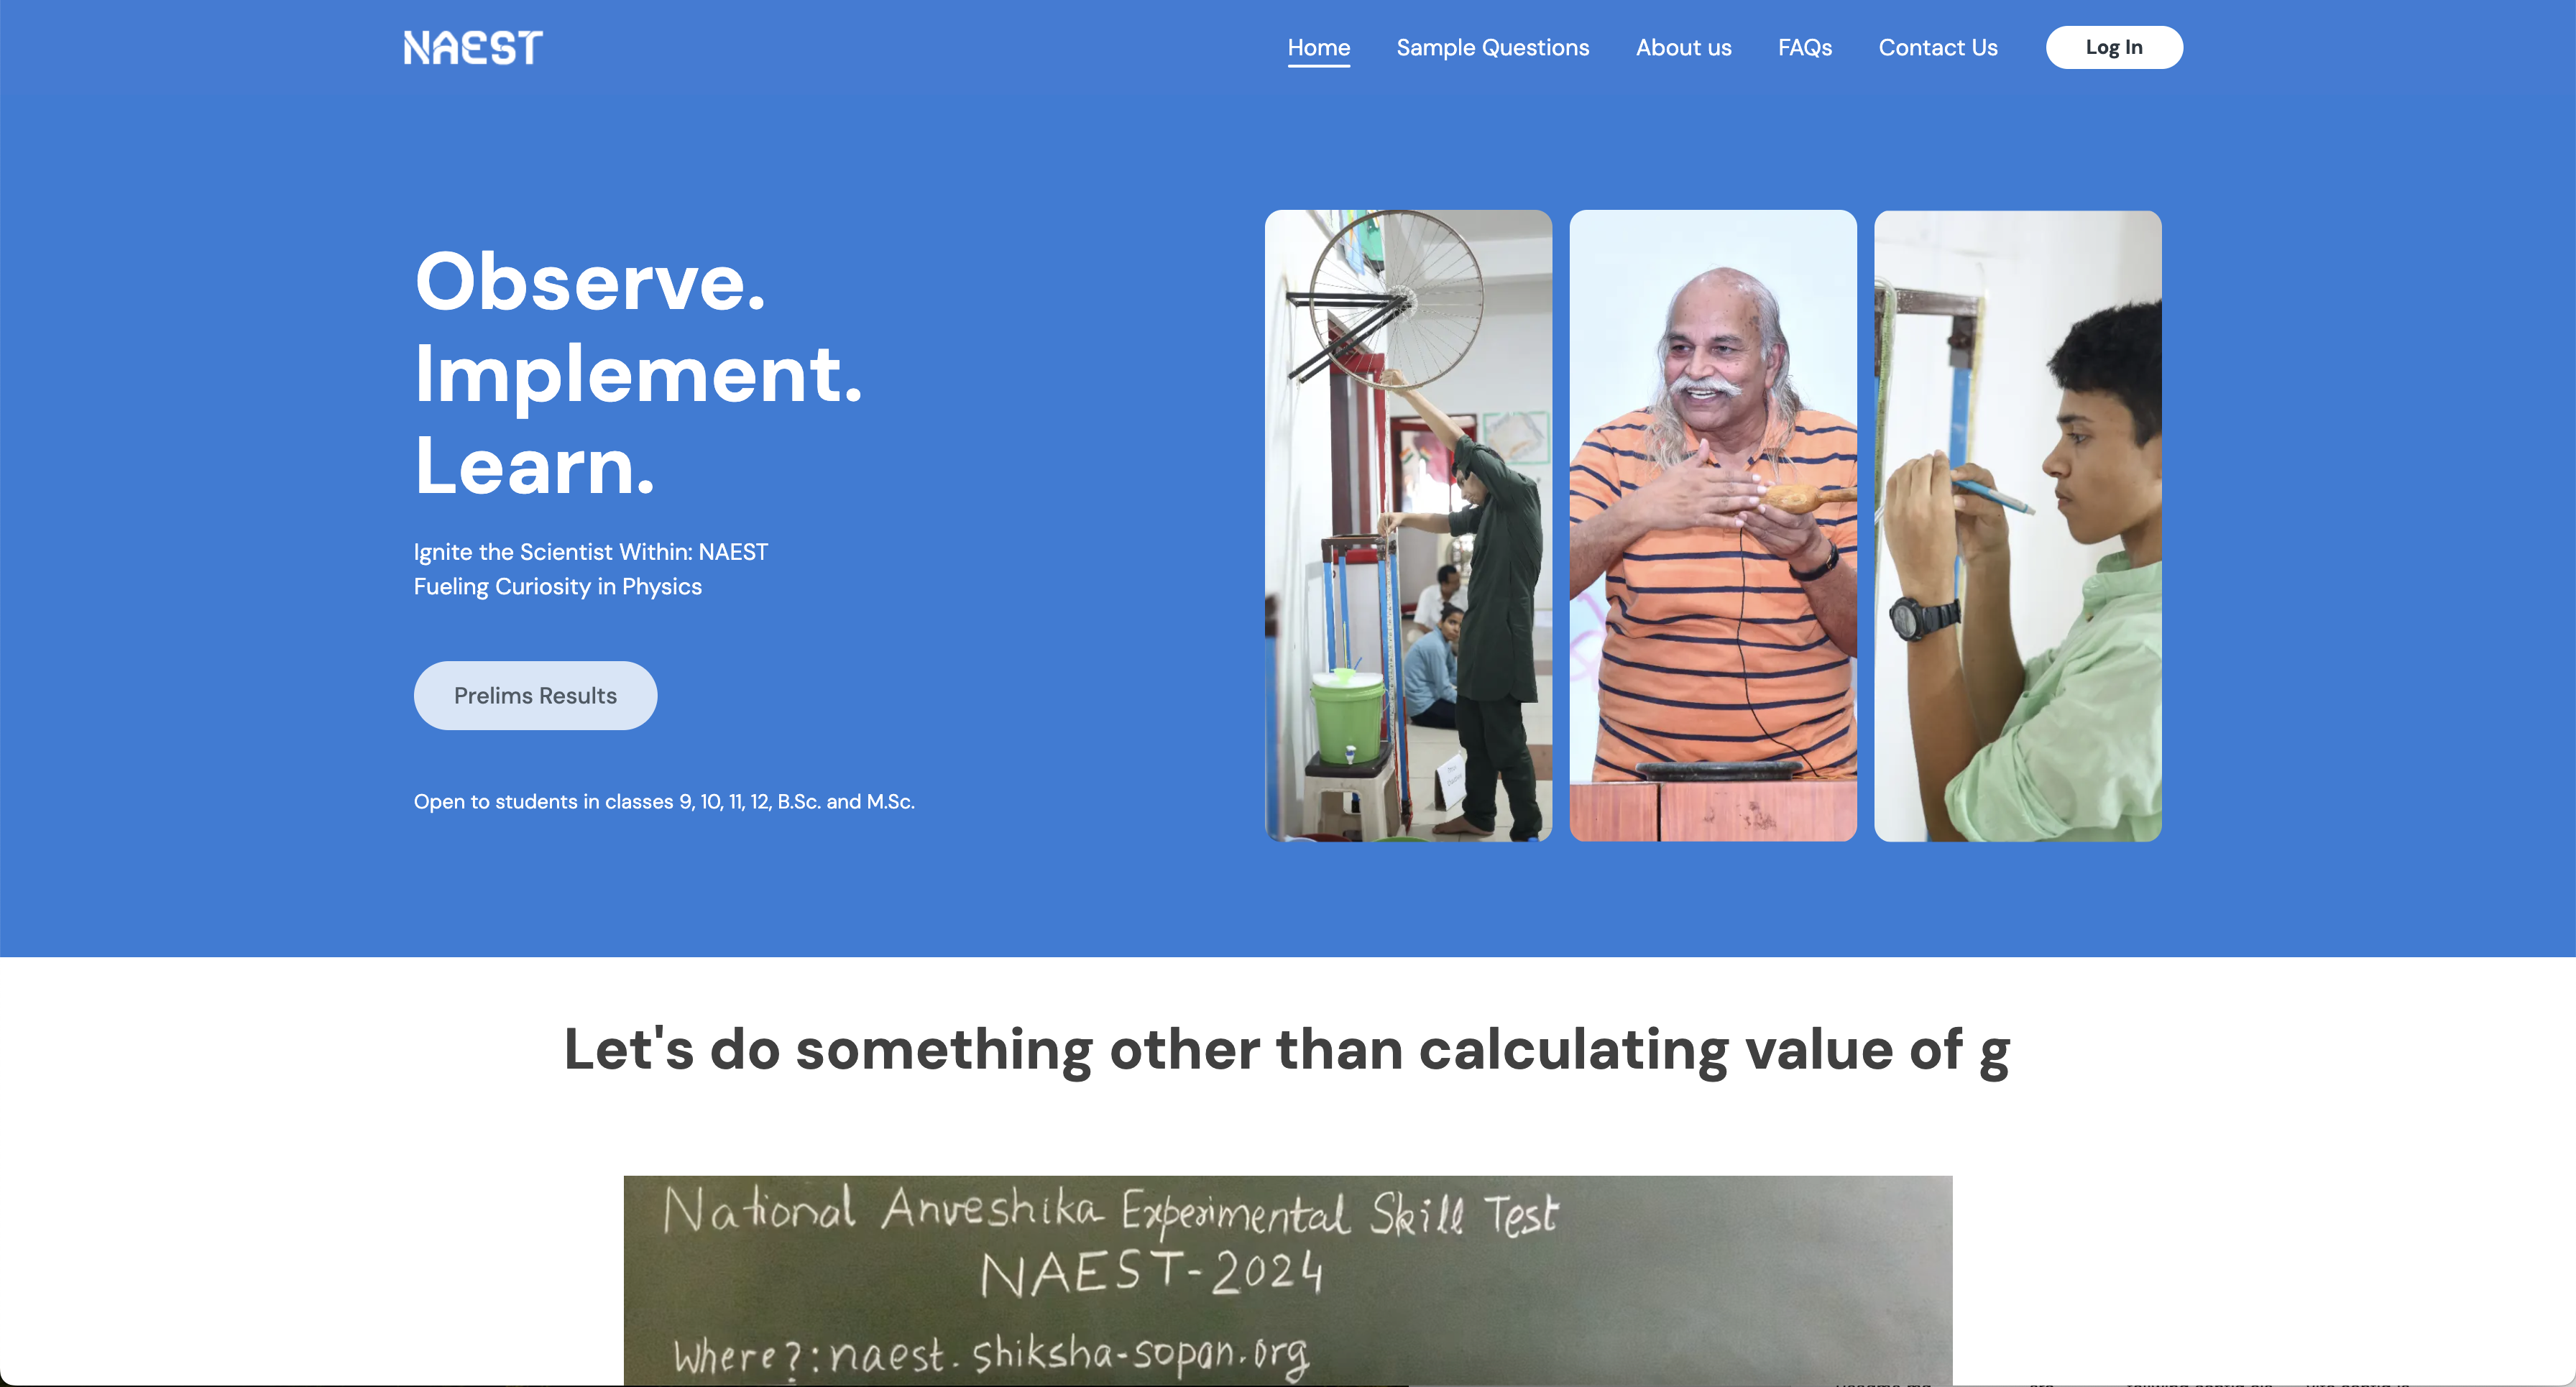 NAEST
Home
Sample Questions
About us
FAQs
Contact Us
Log In
Observe.
Implement.
Learn.
Ignite the Scientist Within: NAEST
Fueling Curiosity in Physics
Prelims Results
Open to students in classes 9, 10, 11, 12, B.Sc. and M.Sc.
Let's do something other than calculating value of g
National Anveshika Experimental Skill Test
NAEST-2024
Where?: naest.shiksha-sopan.org